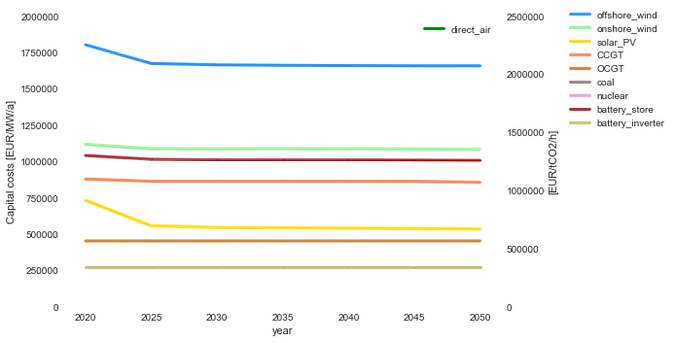 2000000
1750000
1500000
1250000
1000000
750000
500000
250000
0
Capital costs [EUR/MW/a]
2020
2025
2030
2035
2040
2045
2050
year
direct_air
2500000
2000000
1500000
1000000
500000
0
[EUR/tCO2/h]
offshore_wind
onshore_wind
solar_PV
CCGT
OCGT
coal
nuclear
battery_store
battery_inverter